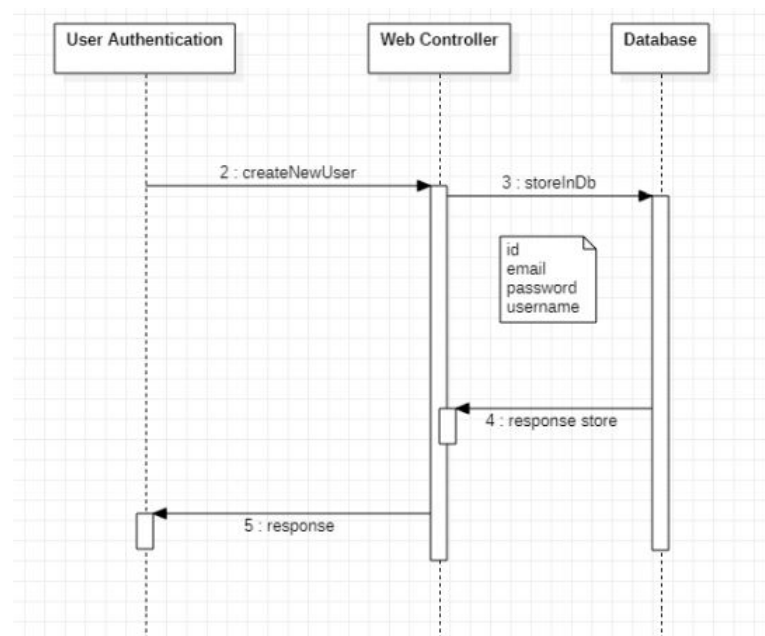 User Authentication
Web Controller
Database
2 : createNewUser
3 : storeInDb
id
email
password
username
4 : response store
5 : response